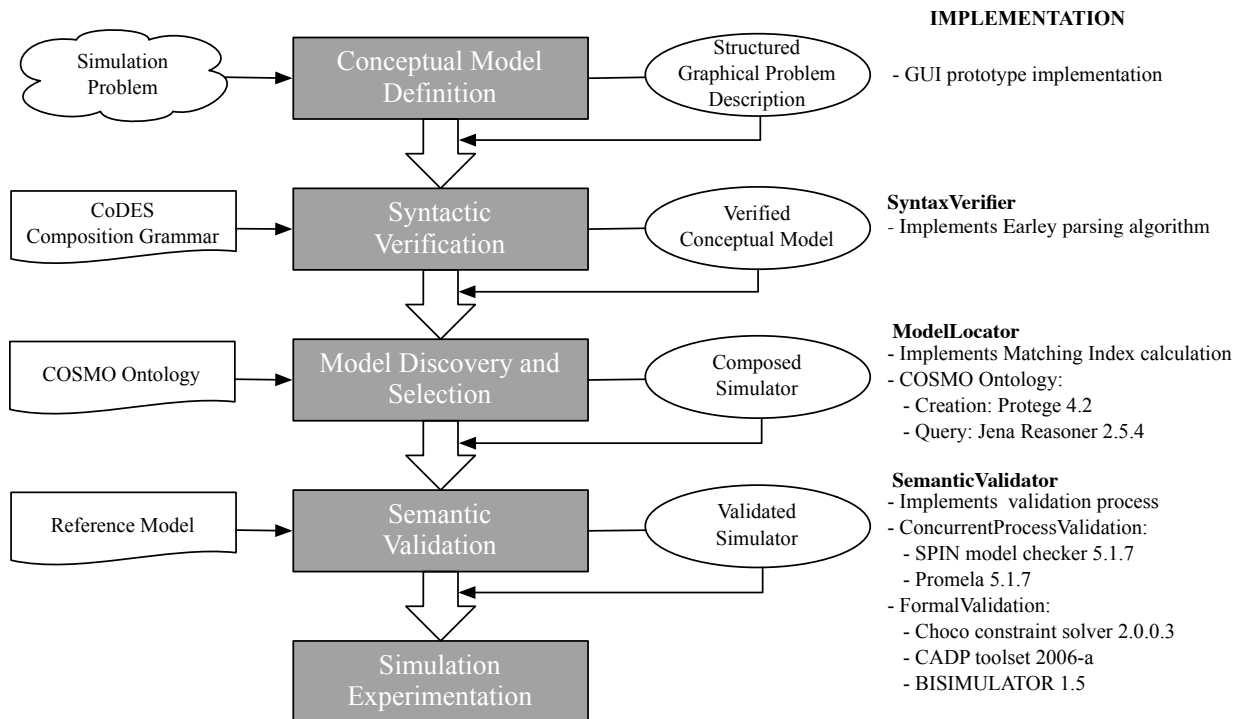 IMPLEMENTATION
Simulation
Problem
Conceptual Model
Definition
Structured
Graphical Problem
Description
- GUI prototype implementation
CoDES
Composition Grammar
Syntactic
Verification
Verified
Conceptual Model
SyntaxVerifier
- Implements Earley parsing algorithm
COSMO Ontology
Model Discovery and
Selection
Composed
Simulator
ModelLocator
- Implements Matching Index calculation
- COSMO Ontology:
- Creation: Protege 4.2
- Query: Jena Reasoner 2.5.4
Reference Model
Semantic
Validation
Validated
Simulator
SemanticValidator
- Implements validation process
- ConcurrentProcessValidation:
- SPIN model checker 5.1.7
- Promela 5.1.7
- FormalValidation:
- Choco constraint solver 2.0.0.3
- CADP toolset 2006-a
- BISIMULATOR 1.5
Simulation
Experimentation